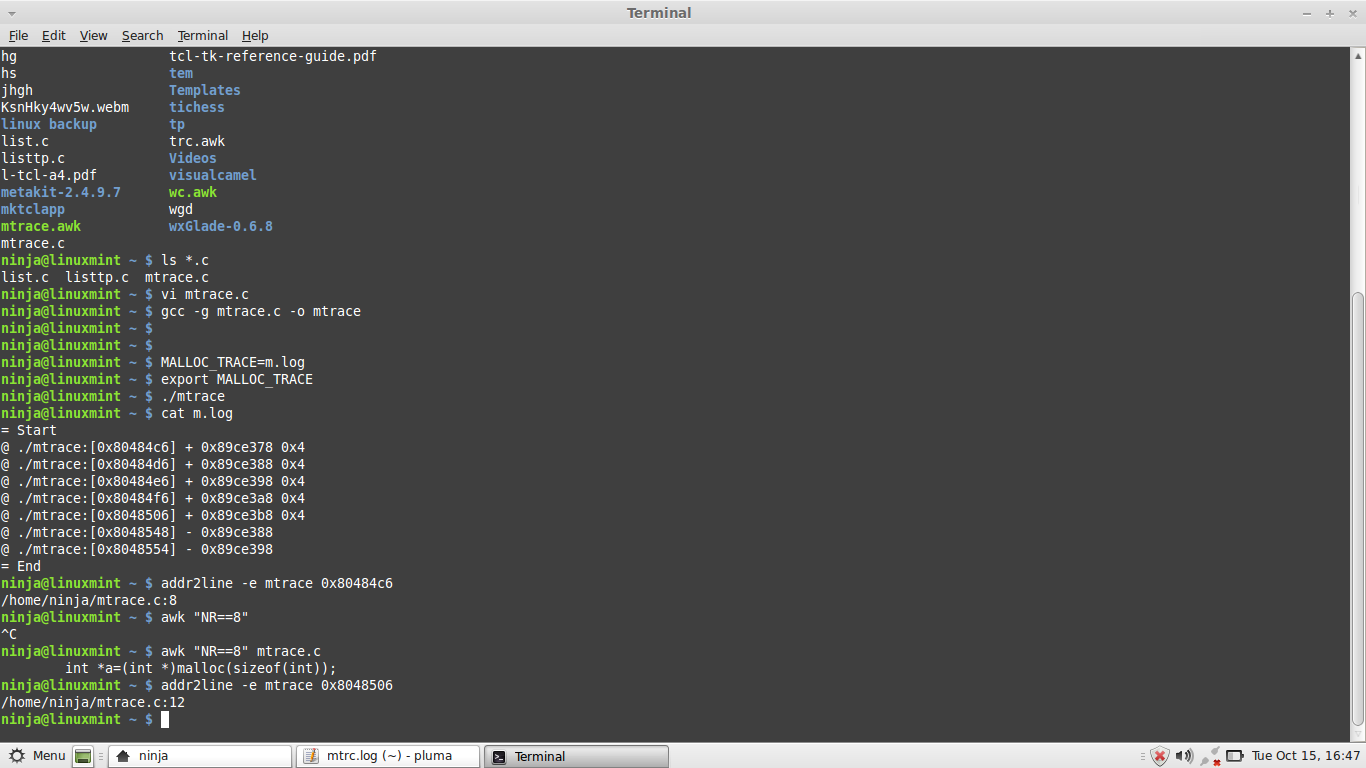 Terminal
File Edit View Search Terminal Help
hg tcl-tk-reference-guide.pdf
hs tem
jhgh Templates
KsnHky4wv5w.webm tichess
linux backup tp
list.c trc.awk
listtp.c Videos
l-tcl-a4.pdf visualcamel
metakit-2.4.9.7 wc.awk
mktclapp wgd
mtrace.awk wxGlade-0.6.8
mtrace.c
ninja@linuxmint ~ $ ls *.c
list.c listtp.c mtrace.c
ninja@linuxmint ~ $ vi mtrace.c
ninja@linuxmint ~ $ gcc -g mtrace.c -o mtrace
ninja@linuxmint ~ $
ninja@linuxmint ~ $
ninja@linuxmint ~ $ MALLOC_TRACE=m.log
ninja@linuxmint ~ $ export MALLOC_TRACE
ninja@linuxmint ~ $ ./mtrace
ninja@linuxmint ~ $ cat m.log
= Start
@ ./mtrace:[0x80484c6] + 0x89ce378 0x4
@ ./mtrace:[0x80484d6] + 0x89ce388 0x4
@ ./mtrace:[0x80484e6] + 0x89ce398 0x4
@ ./mtrace:[0x80484f6] + 0x89ce3a8 0x4
@ ./mtrace:[0x8048506] + 0x89ce3b8 0x4
@ ./mtrace:[0x8048548] - 0x89ce388
@ ./mtrace:[0x8048554] - 0x89ce398
= End
ninja@linuxmint ~ $ addr2line -e mtrace 0x80484c6
/home/ninja/mtrace.c:8
ninja@linuxmint ~ $ awk "NR==8"
^C
ninja@linuxmint ~ $ awk "NR==8" mtrace.c
int *a=(int *)malloc(sizeof(int));
ninja@linuxmint ~ $ addr2line -e mtrace 0x8048506
/home/ninja/mtrace.c:12
ninja@linuxmint ~ $
Menu ninja mtrc.log (~) - pluma Terminal Tue Oct 15, 16:47